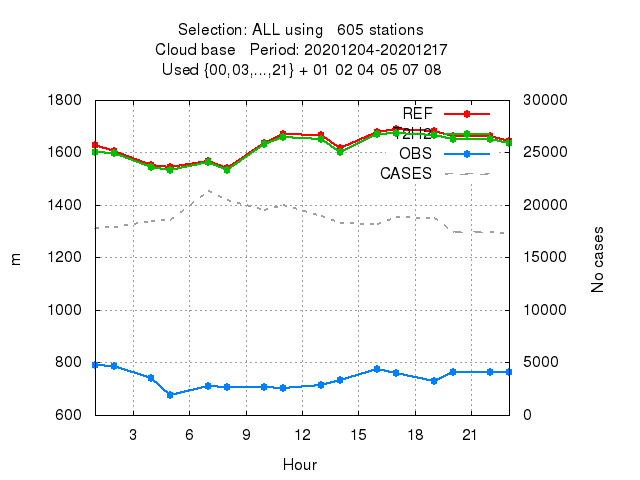 Selection: ALL using 605 stations
Cloud base Period: 20201204-20201217
Used {00,03,...,21} + 01 02 04 05 07 08
1800 30000
REF
1600 OBS 25000
CASES
1400 20000
1200 15000
m No cases
1000 10000
800 5000
600 0
3 6 9 12 15 18 21
Hour